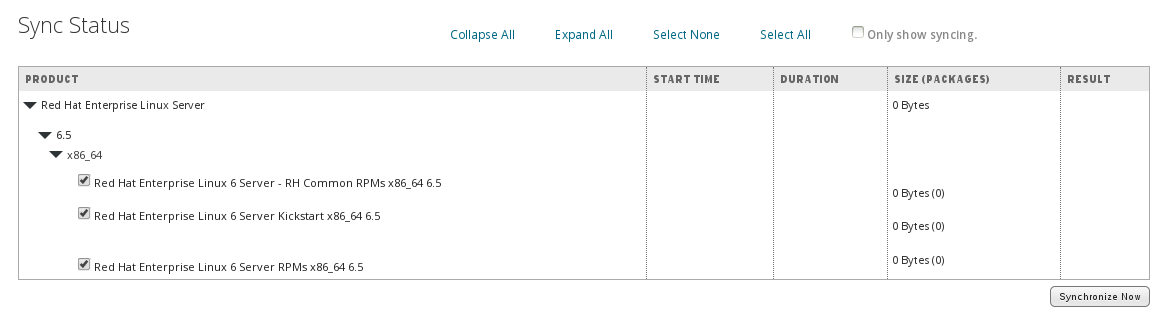 Sync Status
Collapse All Expand All Select None Select All Only show syncing.
PRODUCT START TIME DURATION SIZE (PACKAGES) RESULT
Red Hat Enterprise Linux Server 0 Bytes
6.5
x86_64
Red Hat Enterprise Linux 6 Server - RH Common RPMs x86_64 6.5 0 Bytes (0)
Red Hat Enterprise Linux 6 Server Kickstart x86_64 6.5 0 Bytes (0)
Red Hat Enterprise Linux 6 Server RPMs x86_64 6.5 0 Bytes (0)
Synchronize Now